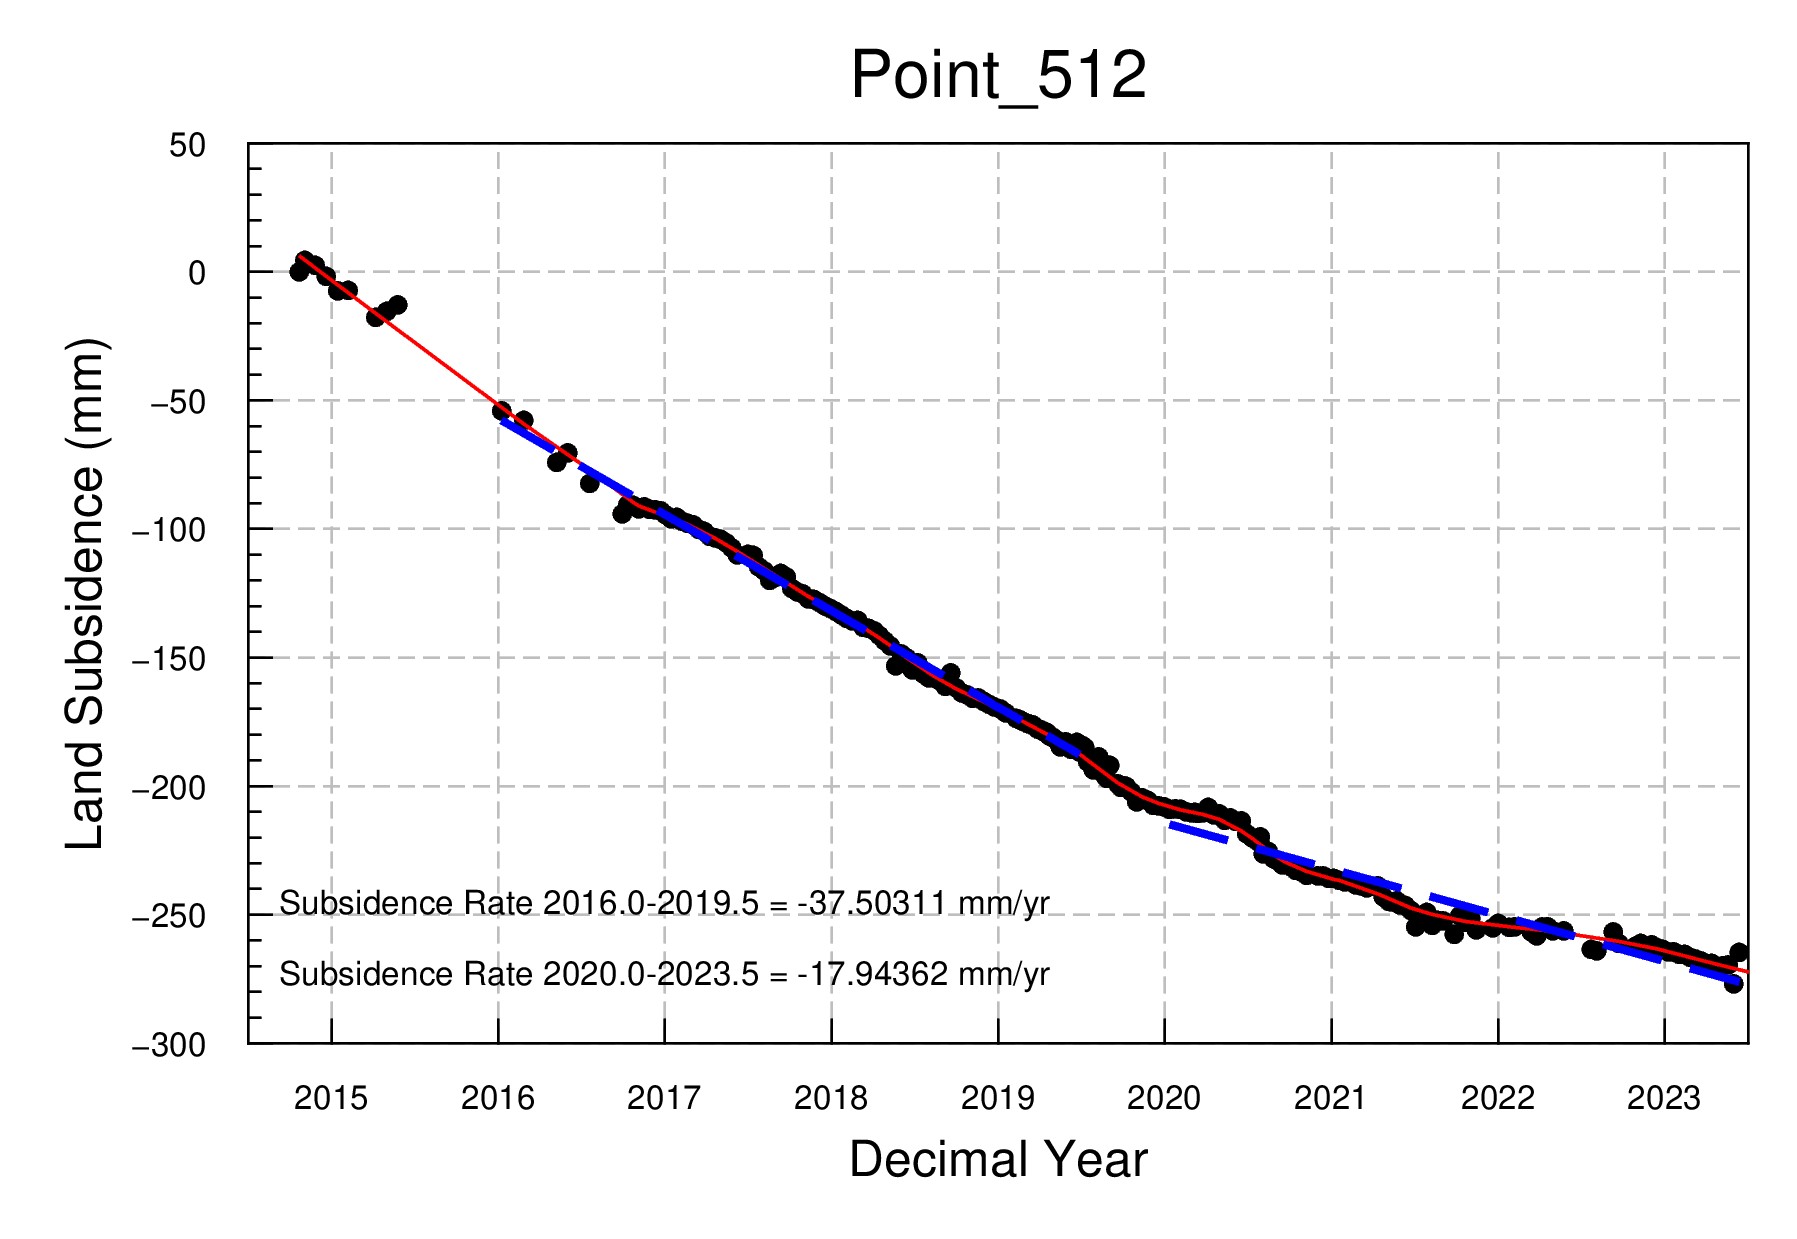 Point_512
Land Subsidence (mm)
50
0
−50
−100
−150
−200
−250
−300
Subsidence Rate 2016.0-2019.5 = -37.50311 mm/yr
Subsidence Rate 2020.0-2023.5 = -17.94362 mm/yr
2015 2016 2017 2018 2019 2020 2021 2022 2023
Decimal Year